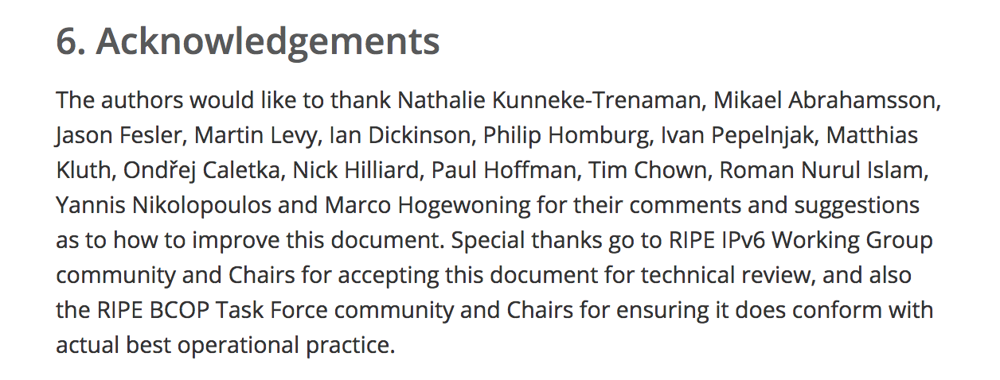 6. Acknowledgements
The authors would like to thank Nathalie Kunneke-Trenaman, Mikael Abrahamsson,
Jason Fesler, Martin Levy, Ian Dickinson, Philip Homburg, Ivan Pepelnjak, Matthias
Kluth, Ondřej Caletka, Nick Hilliard, Paul Hoffman, Tim Chown, Roman Nurul Islam,
Yannis Nikolopoulos and Marco Hogewoning for their comments and suggestions
as to how to improve this document. Special thanks go to RIPE IPv6 Working Group
community and Chairs for accepting this document for technical review, and also
the RIPE BCOP Task Force community and Chairs for ensuring it does conform with
actual best operational practice.